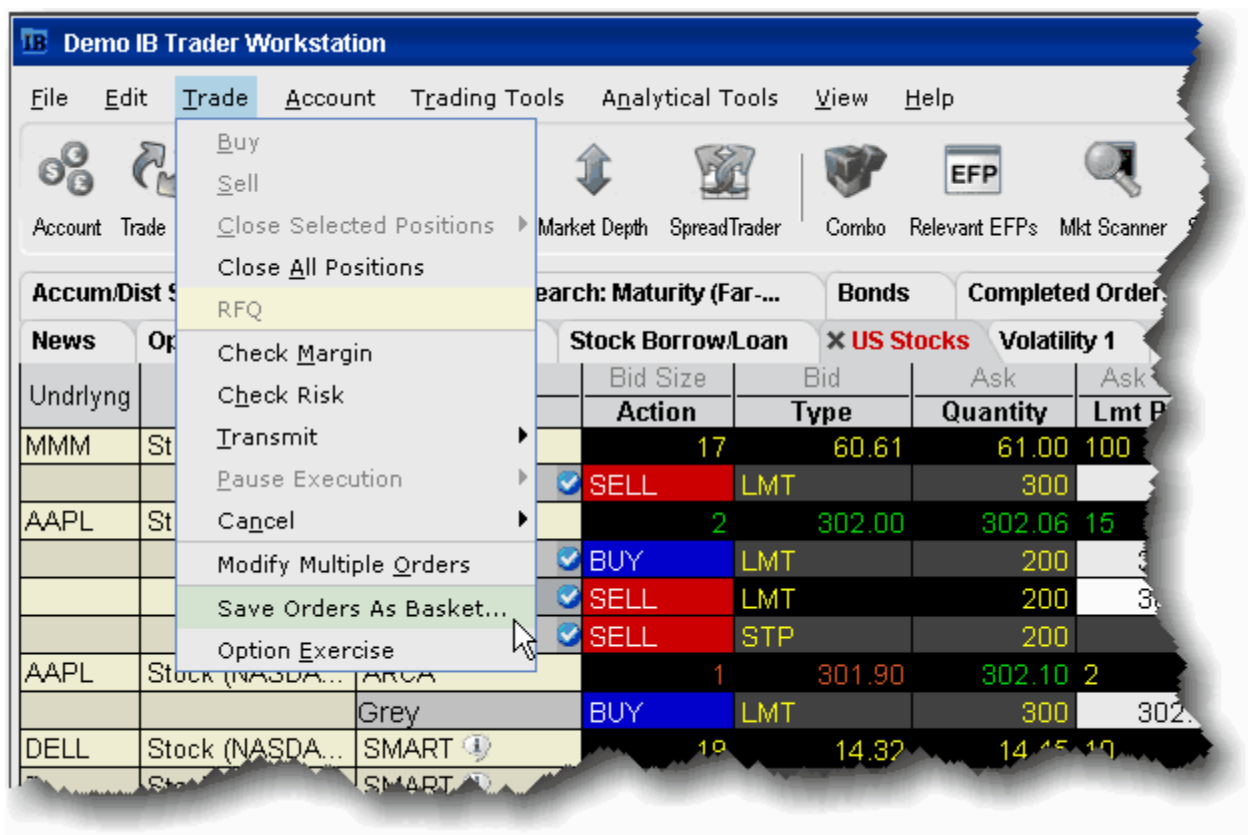 IB Demo IB Trader Workstation
File Edit Trade Account Trading Tools Analytical Tools View Help
Buy
Sell
Close Selected Positions
Close All Positions
RFQ
Check Margin
Check Risk
Transmit
Pause Execution
Cancel
Modify Multiple Orders
Save Orders As Basket...
Option Exercise
EFP
Account Trade Market Depth SpreadTrader Combo Relevant EFPs Mkt Scanner
Accum/Dist Maturity (Far-... Bonds Completed Order
News Stock Borrow/Loan US Stocks Volatility 1
Undrlyng Bid Size Bid Ask Ask
Action Type Quantity Lmt
MMM 17 60.61 61.00 100
SELL LMT 300
AAPL 2 302.00 302.06 15
BUY LMT 200
SELL LMT 200
SELL STP 200
AAPL Stock (NASDA... ARCA 1 301.90 302.10 2
Grey BUY LMT 300 302.
DELL Stock (NASDA... SMART 19 14.32 14.45 10
SMART